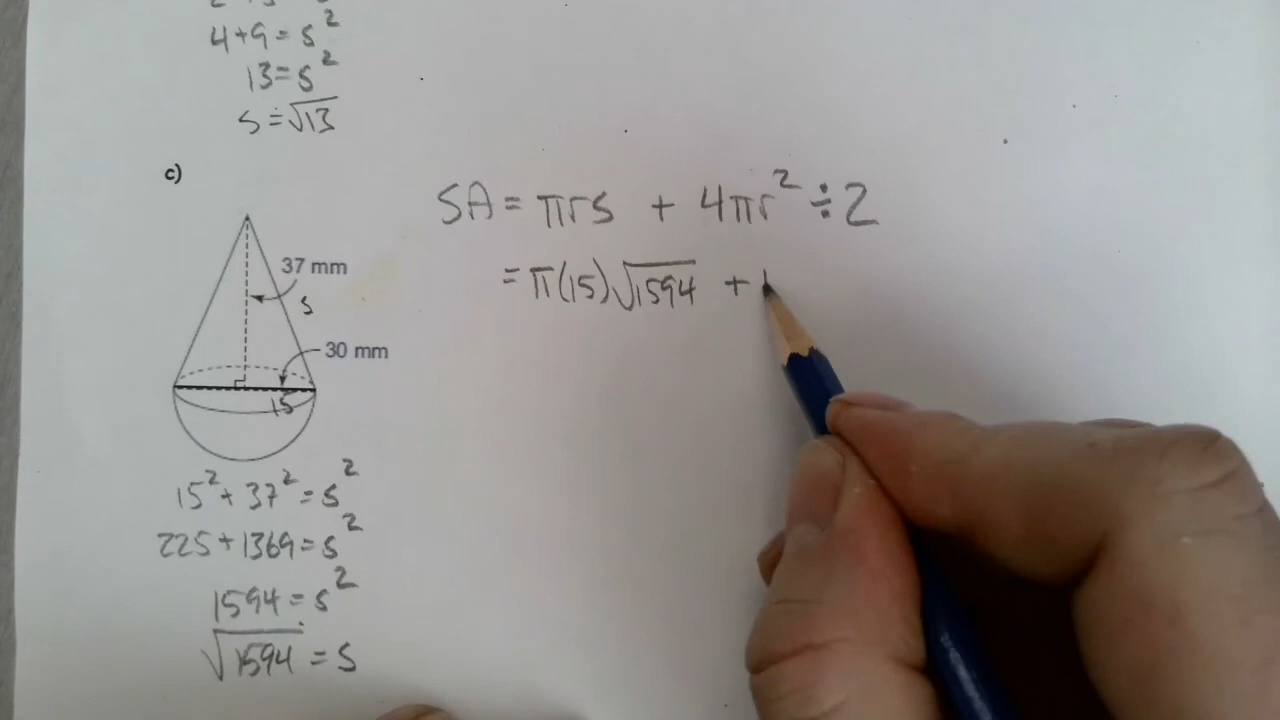 4+9=s²
13=s²
s≐√13
c)
SA = πrs + 4πr² ÷2
= π(15)√1594 +
37 mm
s
30 mm
15
15²+37²=s²
225+1369=s²
1594=s²
√1594=s